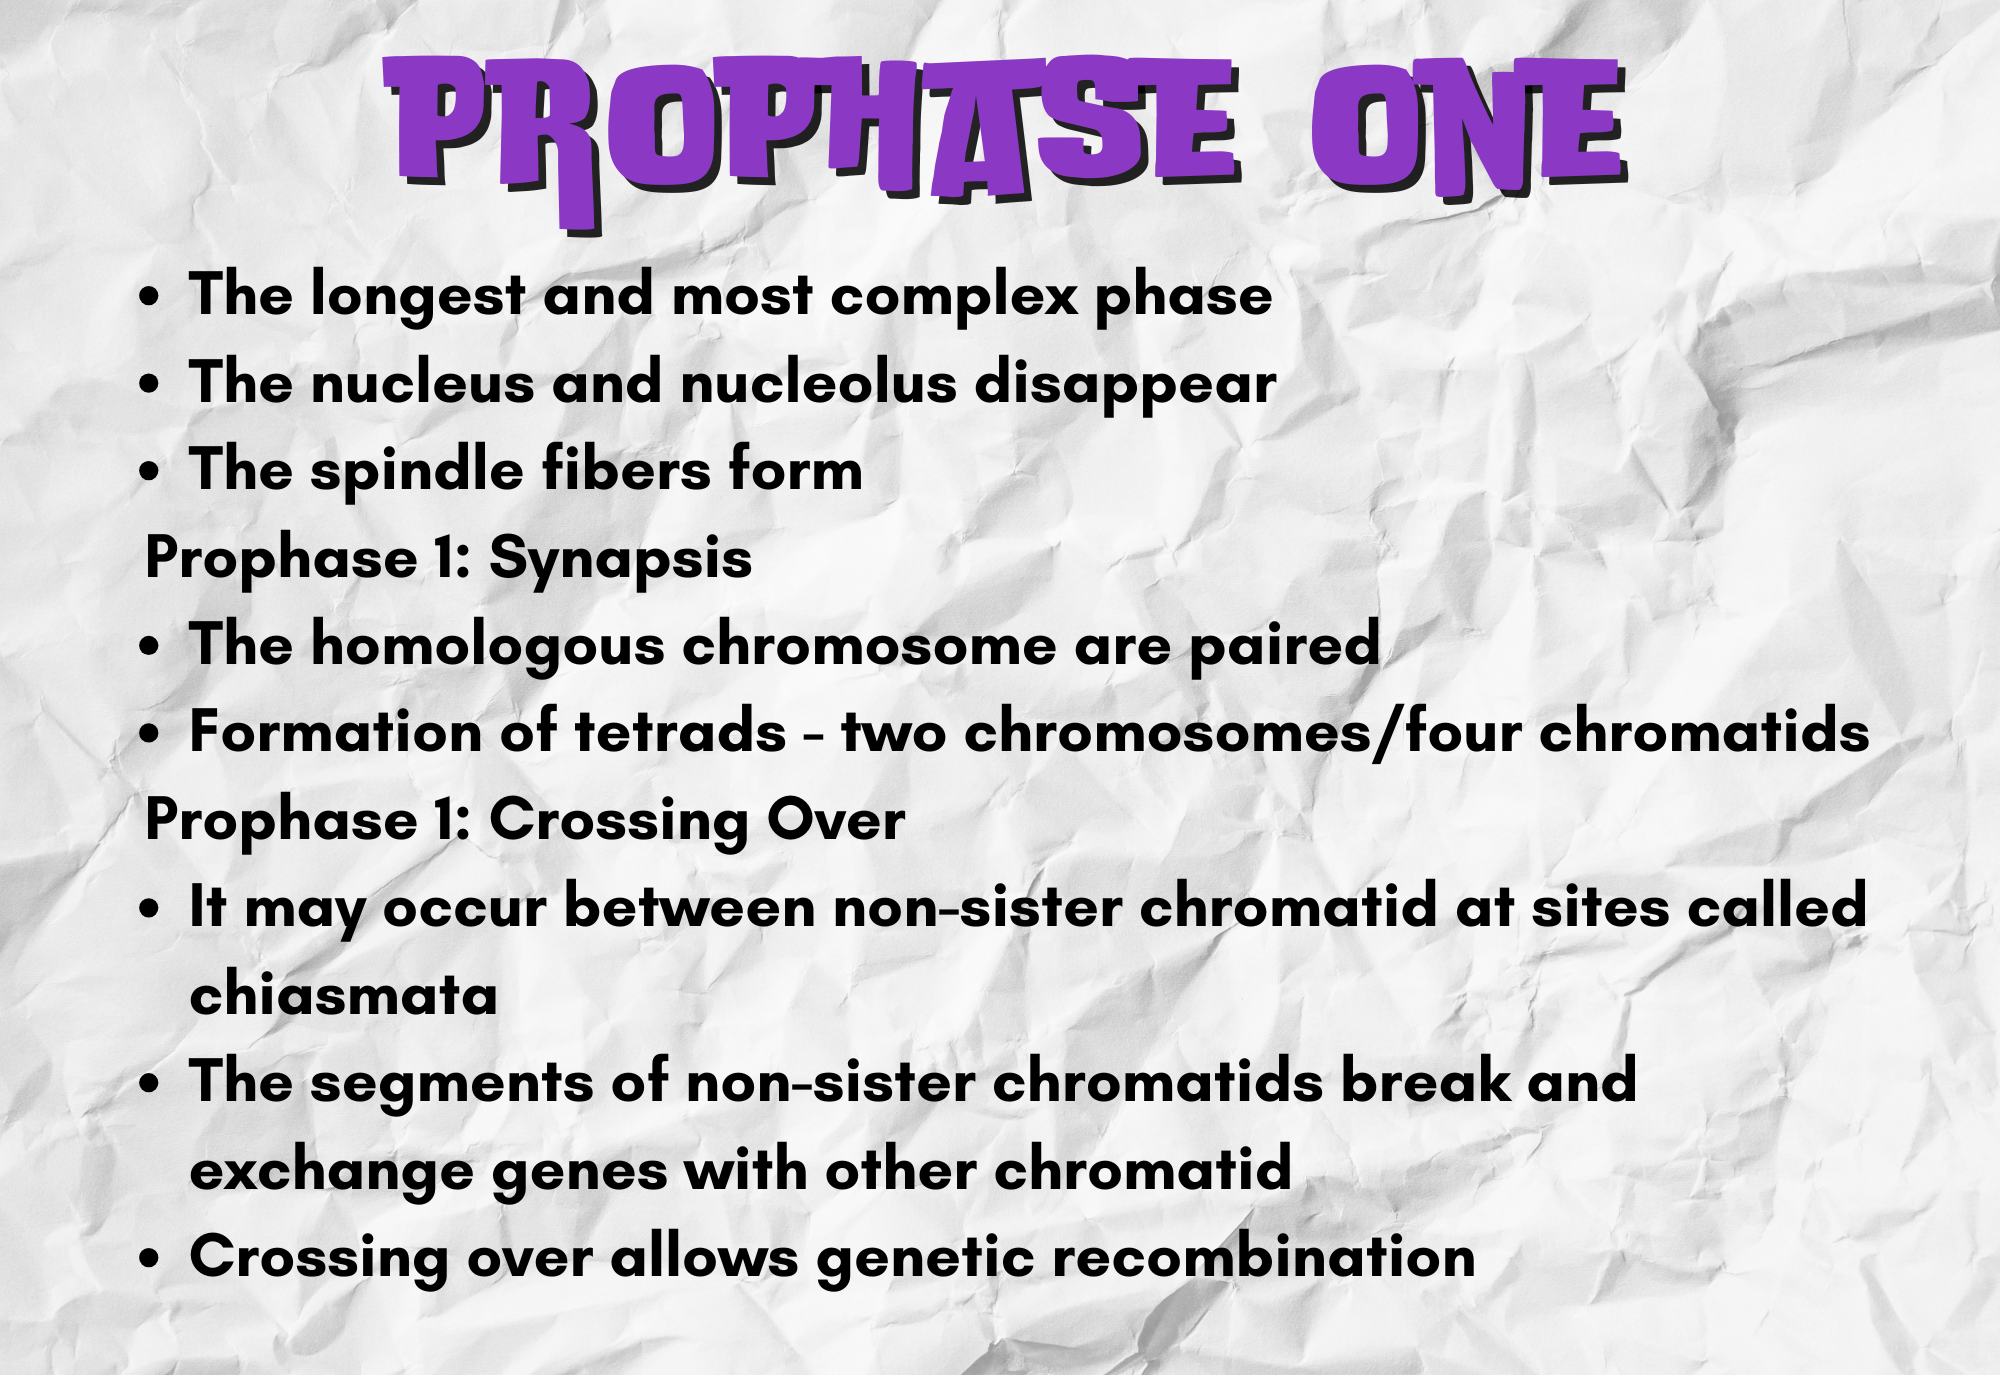 PROPHASE ONE
• The longest and most complex phase
• The nucleus and nucleolus disappear
• The spindle fibers form
Prophase 1: Synapsis
• The homologous chromosome are paired
• Formation of tetrads - two chromosomes/four chromatids
Prophase 1: Crossing Over
• It may occur between non-sister chromatid at sites called
chiasmata
• The segments of non-sister chromatids break and
exchange genes with other chromatid
• Crossing over allows genetic recombination